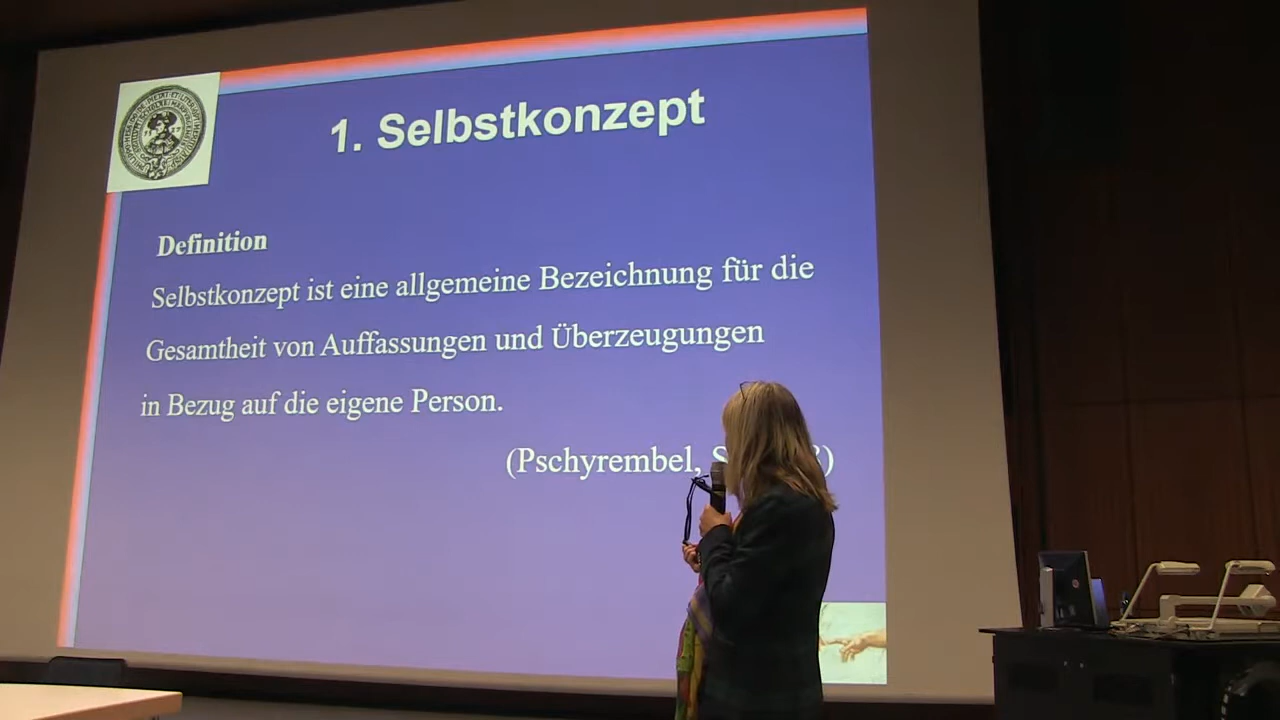 1. Selbstkonzept
Definition
Selbstkonzept ist eine allgemeine Bezeichnung für die
Gesamtheit von Auffassungen und Überzeugungen
in Bezug auf die eigene Person.
(Pschyrembel, S )